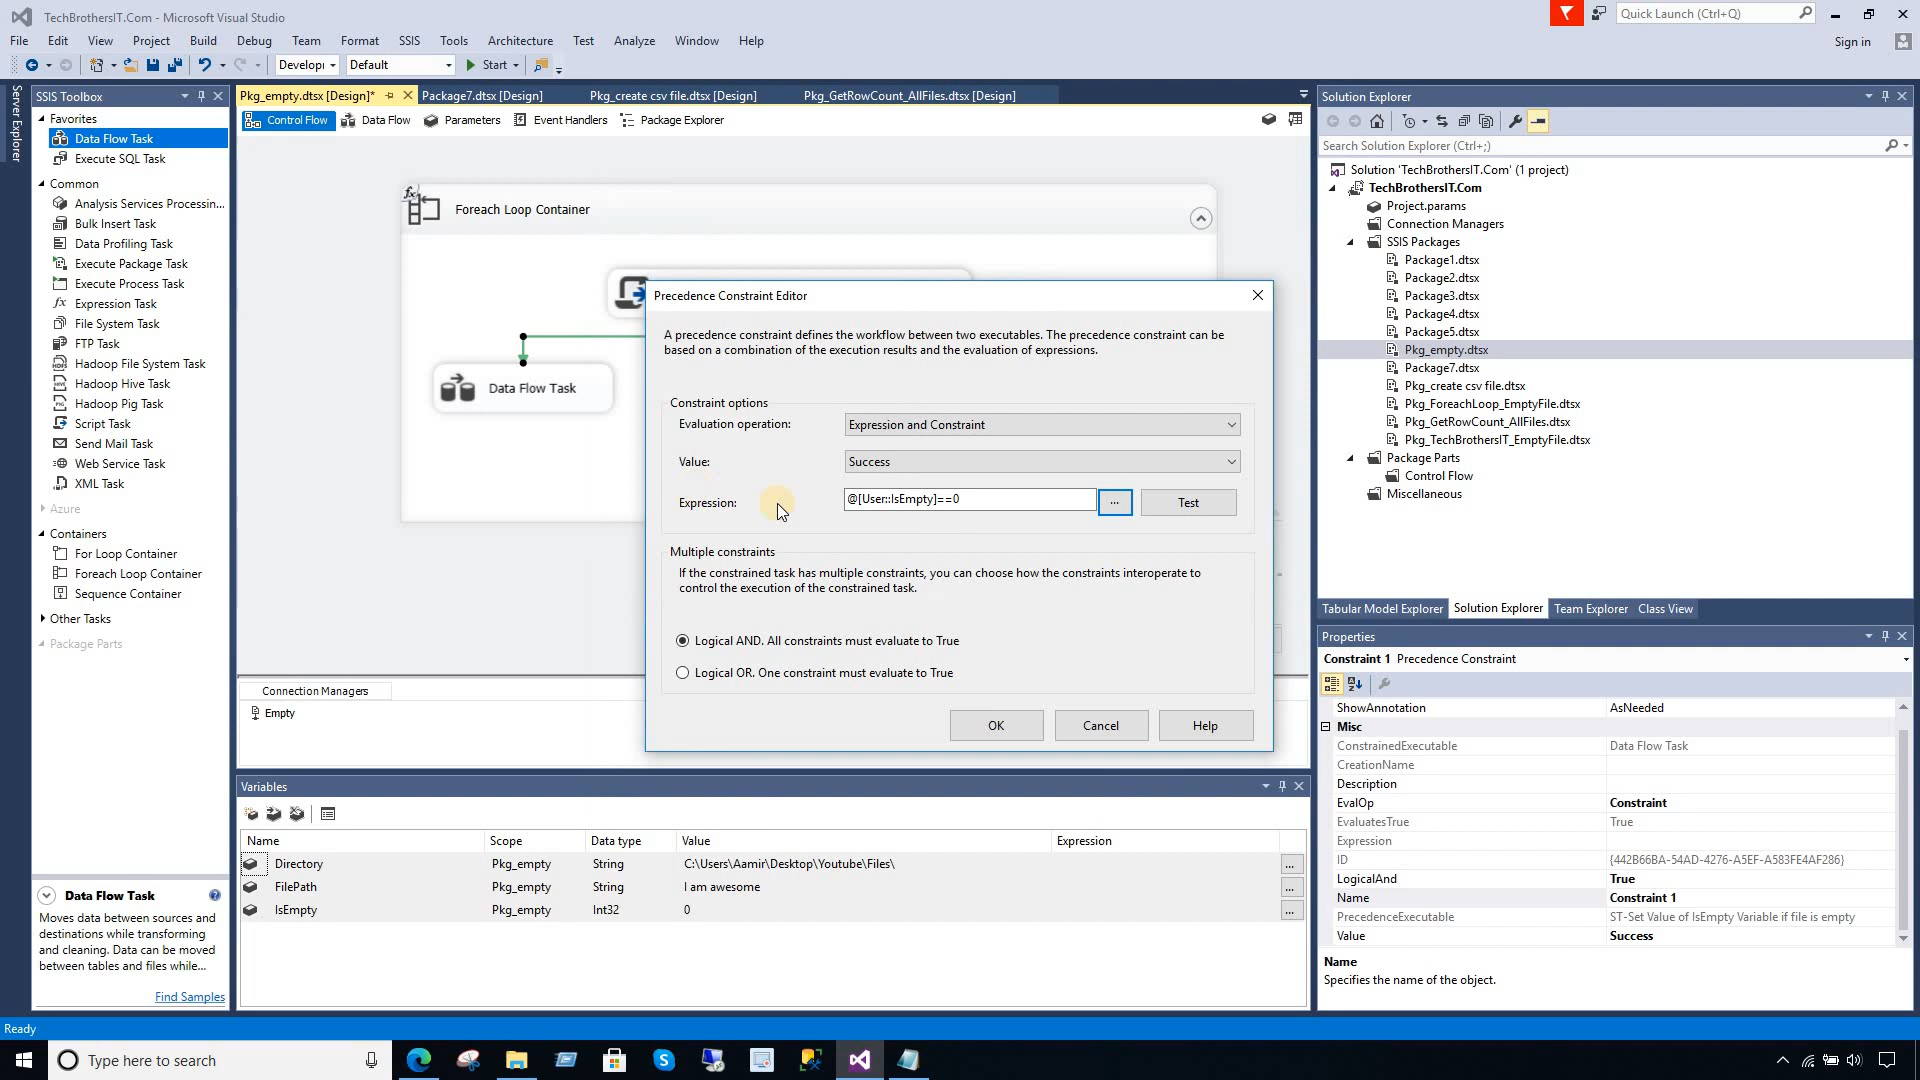 TechBrothersIT.Com - Microsoft Visual Studio
Quick Launch (Ctrl+Q)
File Edit View Project Build Debug Team Format SSIS Tools Architecture Test Analyze Window Help
Sign in
Develop Default Start
Server Explorer
SSIS Toolbox
Favorites
Data Flow Task
Execute SQL Task
Common
Analysis Services Processin...
Bulk Insert Task
Data Profiling Task
Execute Package Task
Execute Process Task
Expression Task
File System Task
FTP Task
Hadoop File System Task
Hadoop Hive Task
Hadoop Pig Task
Script Task
Send Mail Task
Web Service Task
XML Task
Azure
Containers
For Loop Container
Foreach Loop Container
Sequence Container
Other Tasks
Package Parts
Data Flow Task
Moves data between sources and
destinations while transforming
and cleaning. Data can be moved
between tables and files while...
Find Samples
Pkg_empty.dtsx [Design]* Package7.dtsx [Design] Pkg_create csv file.dtsx [Design] Pkg_GetRowCount_AllFiles.dtsx [Design]
Control Flow Data Flow Parameters Event Handlers Package Explorer
fx
Foreach Loop Container
Data Flow Task
Precedence Constraint Editor
A precedence constraint defines the workflow between two executables. The precedence constraint can be
based on a combination of the execution results and the evaluation of expressions.
Constraint options
Evaluation operation: Expression and Constraint
Value: Success
Expression: @[User::IsEmpty]==0 ... Test
Multiple constraints
If the constrained task has multiple constraints, you can choose how the constraints interoperate to
control the execution of the constrained task.
Logical AND. All constraints must evaluate to True
Logical OR. One constraint must evaluate to True
OK Cancel Help
Connection Managers
Empty
Variables
Name Scope Data type Value Expression
Directory Pkg_empty String C:\Users\Aamir\Desktop\Youtube\Files\ ...
FilePath Pkg_empty String I am awesome ...
IsEmpty Pkg_empty Int32 0 ...
Solution Explorer
Search Solution Explorer (Ctrl+;)
Solution 'TechBrothersIT.Com' (1 project)
TechBrothersIT.Com
Project.params
Connection Managers
SSIS Packages
Package1.dtsx
Package2.dtsx
Package3.dtsx
Package4.dtsx
Package5.dtsx
Pkg_empty.dtsx
Package7.dtsx
Pkg_create csv file.dtsx
Pkg_ForeachLoop_EmptyFile.dtsx
Pkg_GetRowCount_AllFiles.dtsx
Pkg_TechBrothersIT_EmptyFile.dtsx
Package Parts
Control Flow
Miscellaneous
Tabular Model Explorer Solution Explorer Team Explorer Class View
Properties
Constraint 1 Precedence Constraint
ShowAnnotation AsNeeded
Misc
ConstrainedExecutable Data Flow Task
CreationName
Description
EvalOp Constraint
EvaluatesTrue True
Expression
ID {442B66BA-54AD-4276-A5EF-A583FE4AF286}
LogicalAnd True
Name Constraint 1
PrecedenceExecutable ST-Set Value of IsEmpty Variable if file is empty
Value Success
Name
Specifies the name of the object.
Ready
Type here to search